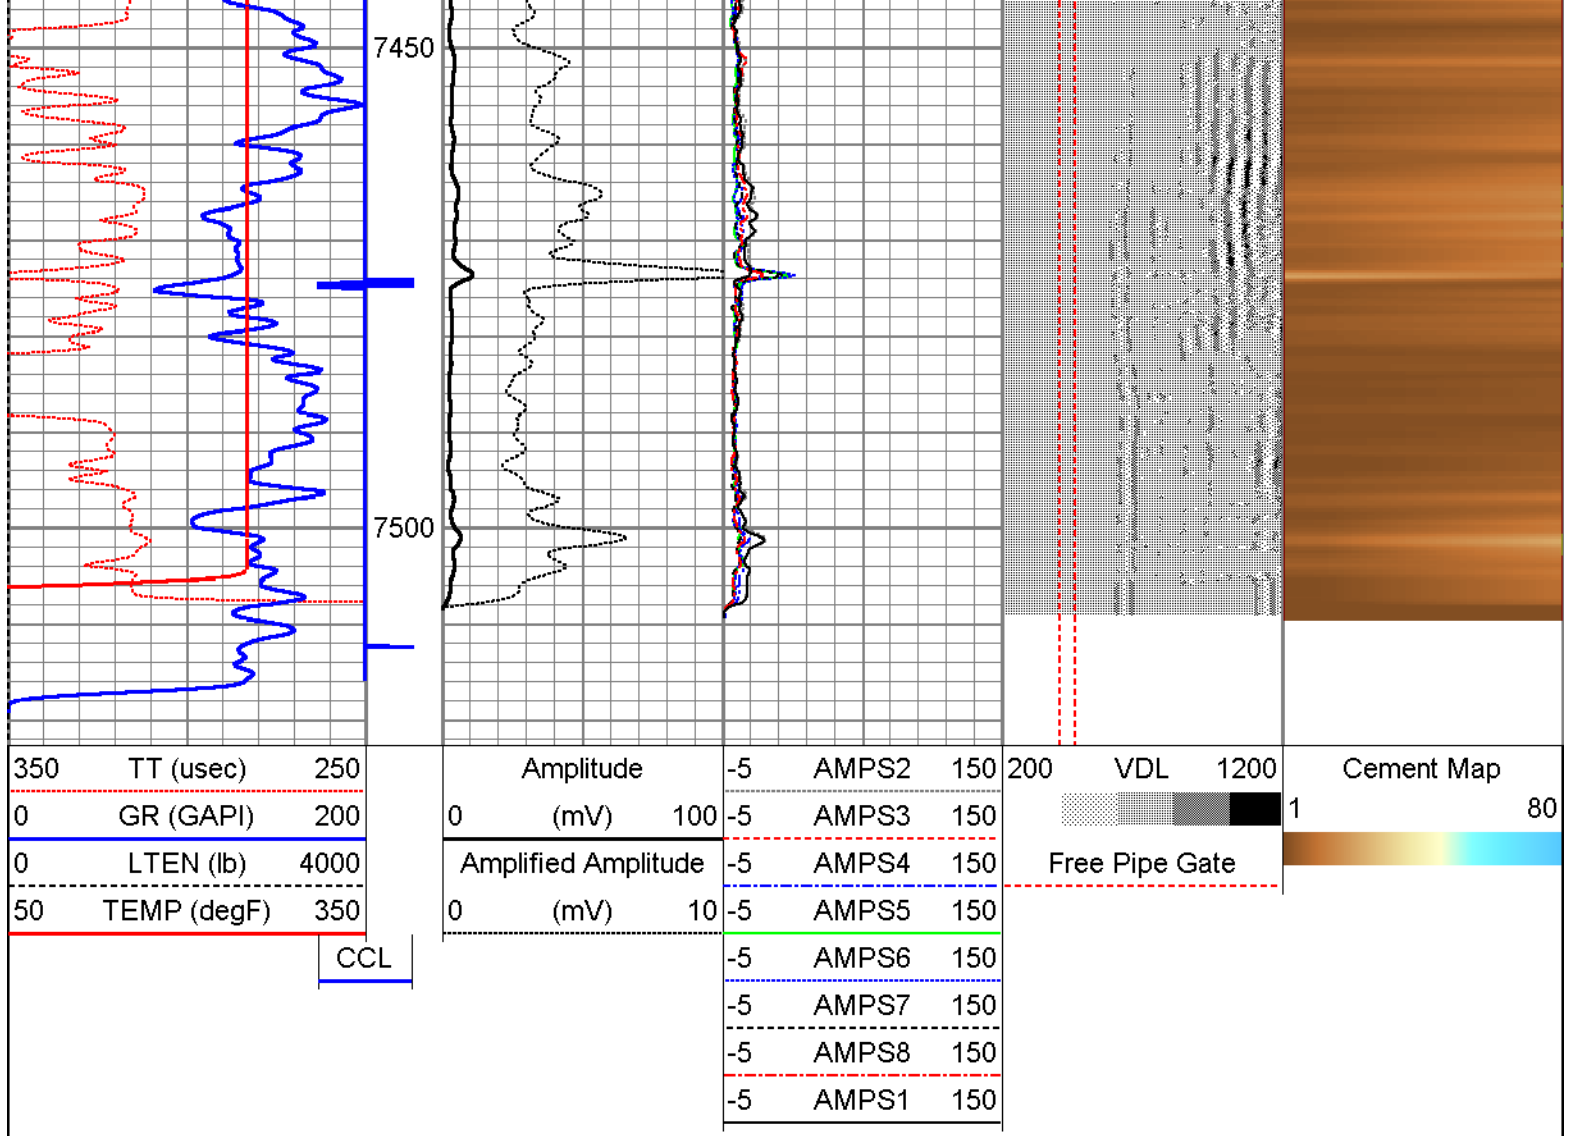 7450
7500
350 TT (usec) 250
0 GR (GAPI) 200
0 LTEN (lb) 4000
50 TEMP (degF) 350
CCL
Amplitude
0 (mV) 100
Amplified Amplitude
0 (mV) 10
-5 AMPS2 150
-5 AMPS3 150
-5 AMPS4 150
-5 AMPS5 150
-5 AMPS6 150
-5 AMPS7 150
-5 AMPS8 150
-5 AMPS1 150
200 VDL 1200
Free Pipe Gate
Cement Map
1 80